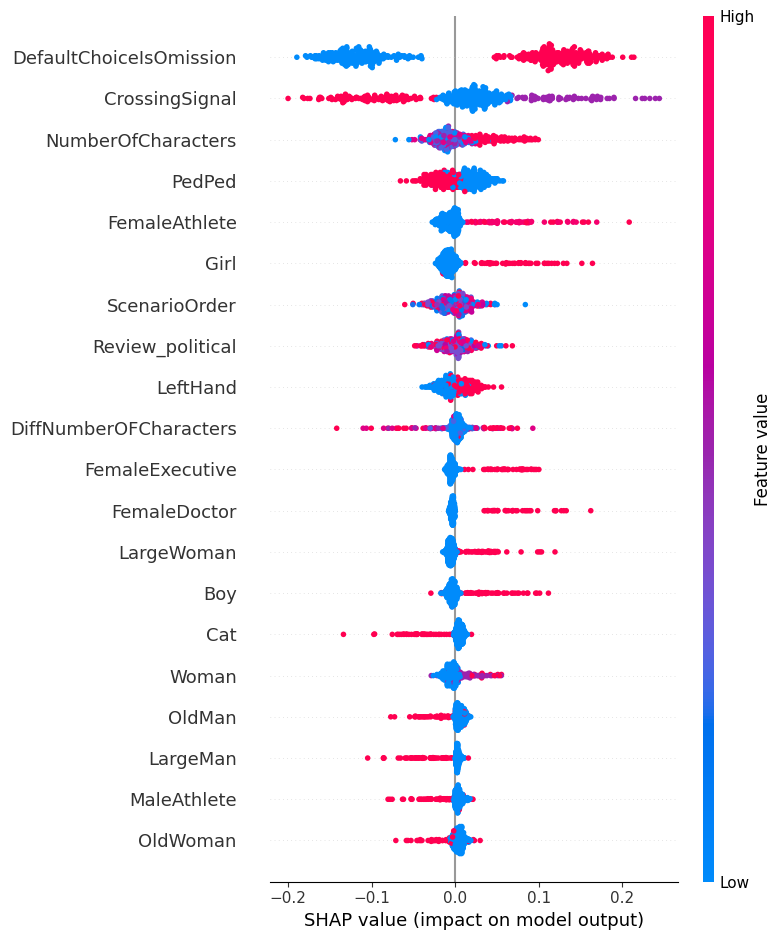 High
DefaultChoiceIsOmission
CrossingSignal
NumberOfCharacters
PedPed
FemaleAthlete
Girl
ScenarioOrder
Review_political
LeftHand
DiffNumberOFCharacters
FemaleExecutive
FemaleDoctor
LargeWoman
Boy
Cat
Woman
OldMan
LargeMan
MaleAthlete
OldWoman
Feature value
Low
−0.2 −0.1 0.0 0.1 0.2
SHAP value (impact on model output)